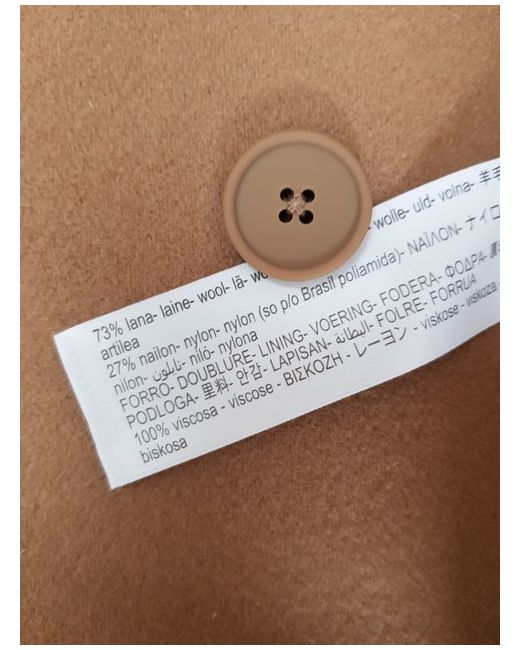 73% lana- laine- wool- lã- wolle- uld- volna- 羊毛
artilea
27% nailon- nylon- nylon (so p/o Brasil poliamida)- ΝΑΪΛΟΝ- ナイロ
nilon- نايلون- niló- nylona
FORRO- DOUBLURE- LINING- VOERING- FODERA- ΦΟΔΡΑ- 裏
PODLOGA- 里料- 안감- LAPISAN- البطانة- FOLRE- FORRUA
100% viscosa - viscose - ΒΙΣΚΟΖΗ - レーヨン - viskose - viskoza
biskosa